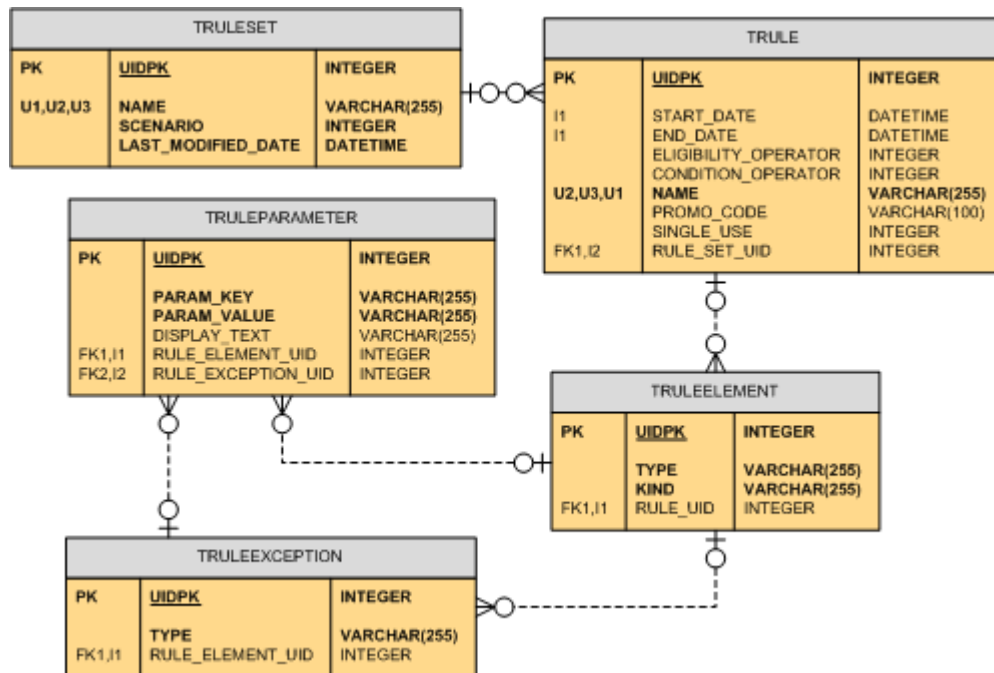 TRULESET
PK UIDPK INTEGER
U1,U2,U3 NAME VARCHAR(255)
SCENARIO INTEGER
LAST_MODIFIED_DATE DATETIME
TRULE
PK UIDPK INTEGER
I1 START_DATE DATETIME
I1 END_DATE DATETIME
ELIGIBILITY_OPERATOR INTEGER
CONDITION_OPERATOR INTEGER
U2,U3,U1 NAME VARCHAR(255)
PROMO_CODE VARCHAR(100)
SINGLE_USE INTEGER
FK1,I2 RULE_SET_UID INTEGER
TRULEPARAMETER
PK UIDPK INTEGER
PARAM_KEY VARCHAR(255)
PARAM_VALUE VARCHAR(255)
DISPLAY_TEXT VARCHAR(255)
FK1,I1 RULE_ELEMENT_UID INTEGER
FK2,I2 RULE_EXCEPTION_UID INTEGER
TRULEELEMENT
PK UIDPK INTEGER
TYPE VARCHAR(255)
KIND VARCHAR(255)
FK1,I1 RULE_UID INTEGER
TRULEEXCEPTION
PK UIDPK INTEGER
TYPE VARCHAR(255)
FK1,I1 RULE_ELEMENT_UID INTEGER